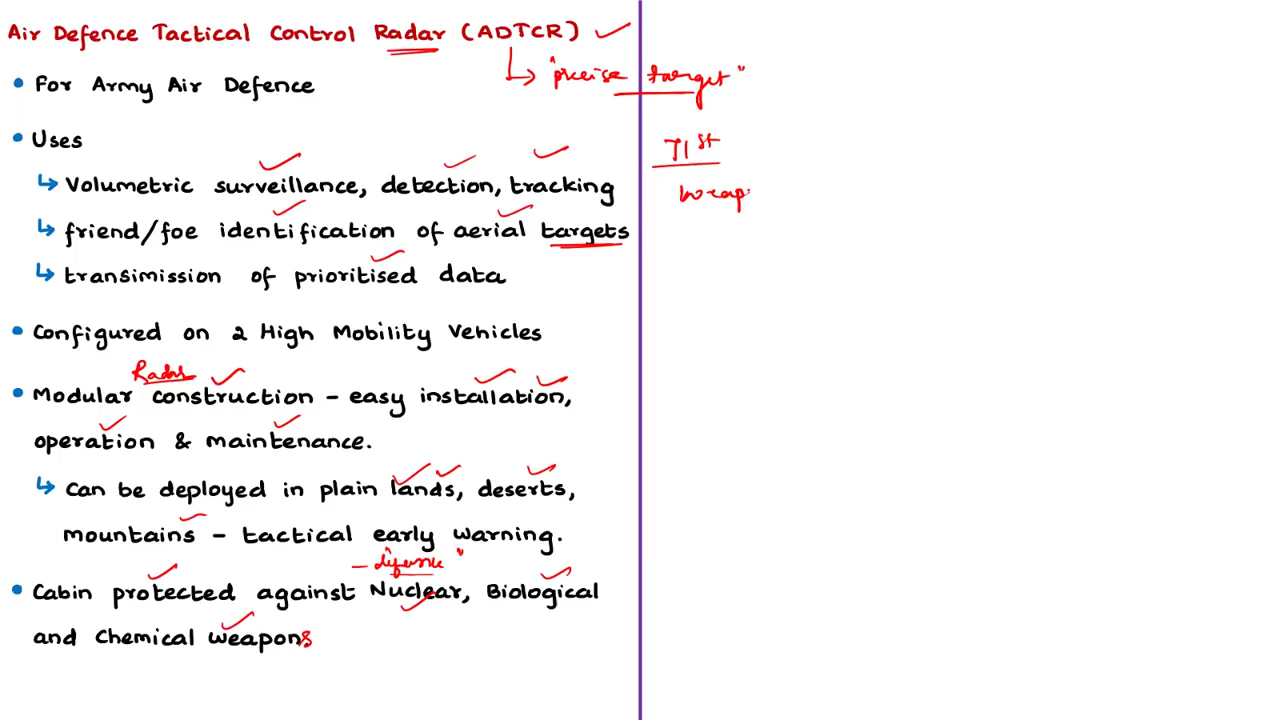 Air Defence Tactical Control Radar (ADTCR)
"precise target"
• For Army Air Defence
• Uses
↳ Volumetric surveillance, detection, tracking
↳ friend/foe identification of aerial targets
↳ transimission of prioritised data
• Configured on 2 High Mobility Vehicles
Radar
• Modular construction - easy installation,
operation & maintenance.
↳ Can be deployed in plain lands, deserts,
mountains - tactical early warning.
- defensive "
• Cabin protected against Nuclear, Biological
and Chemical weapons
71st
weap